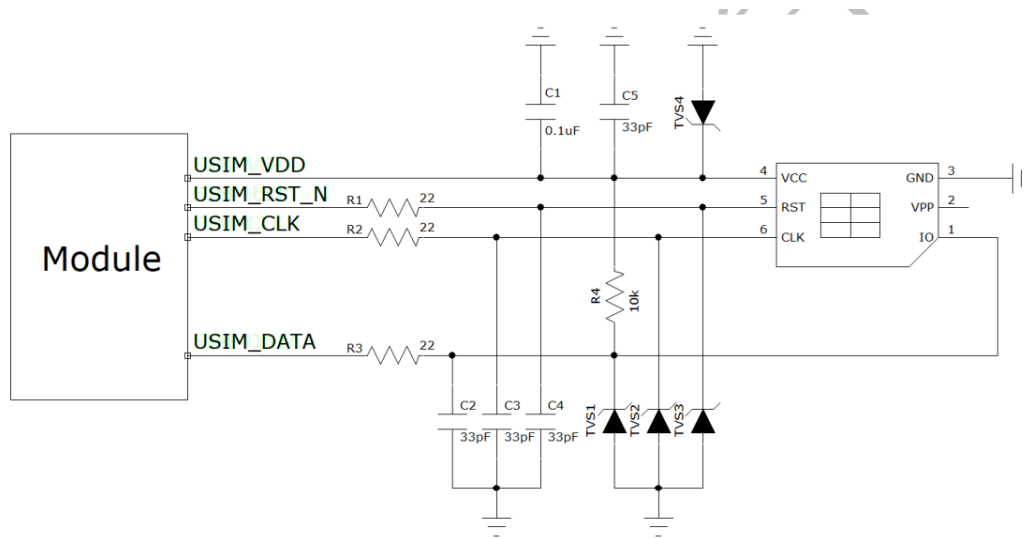 C1
0.1uF
C5
33pF
TVS4
USIM_VDD
USIM_RST_N
R1 22
USIM_CLK
R2 22
Module
4 VCC GND 3
5 RST VPP 2
6 CLK IO 1
R4
10k
USIM_DATA
R3 22
C2 C3 C4
33pF 33pF 33pF
TVS1 TVS2 TVS3